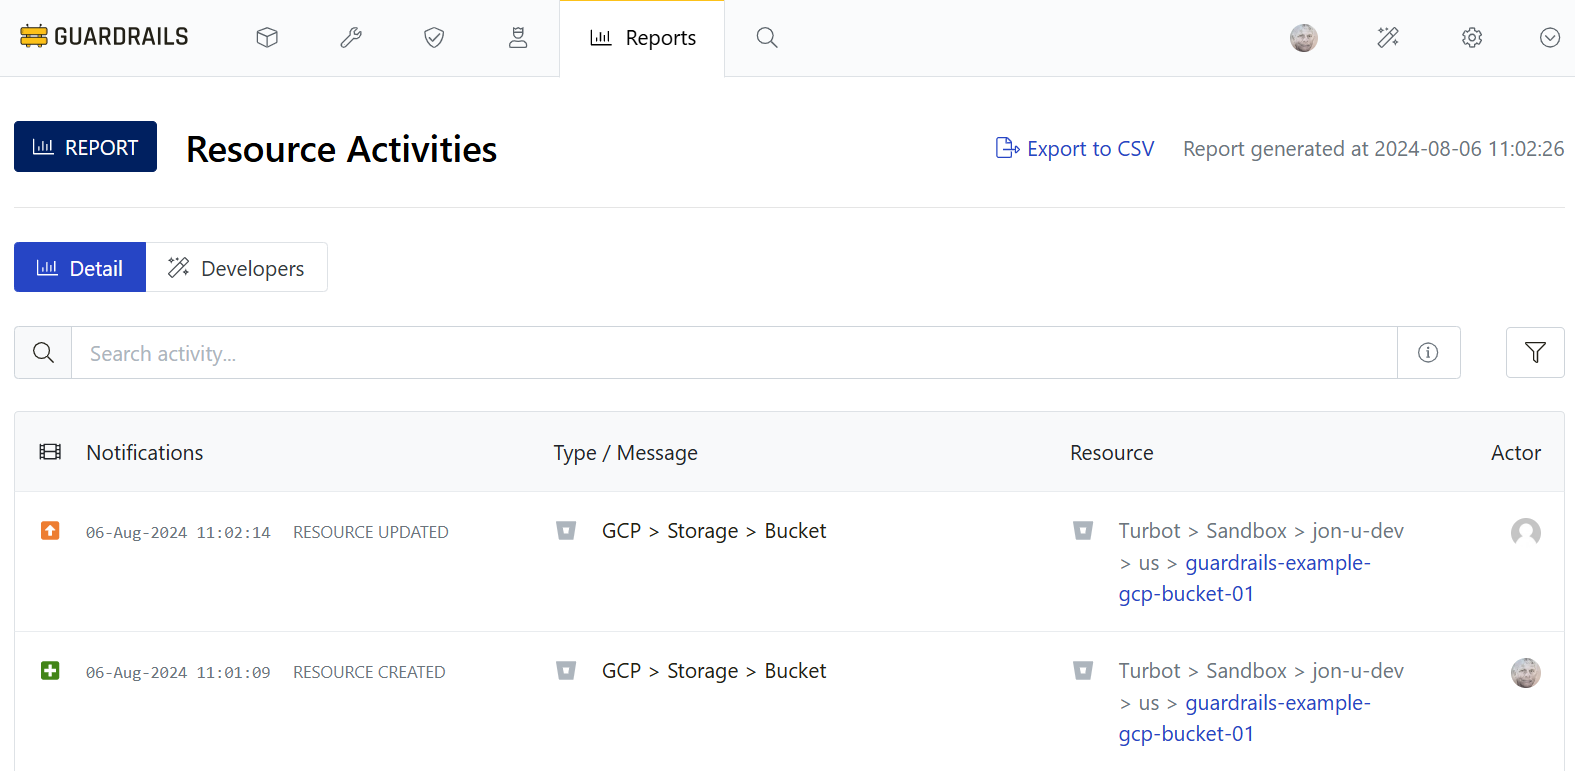 GUARDRAILS
Reports
REPORT
Resource Activities
Export to CSV
Report generated at 2024-08-06 11:02:26
Detail
Developers
Search activity...
Notifications
Type / Message
Resource
Actor
06-Aug-2024 11:02:14
RESOURCE UPDATED
GCP > Storage > Bucket
Turbot > Sandbox > jon-u-dev
> us > guardrails-example-
gcp-bucket-01
06-Aug-2024 11:01:09
RESOURCE CREATED
GCP > Storage > Bucket
Turbot > Sandbox > jon-u-dev
> us > guardrails-example-
gcp-bucket-01